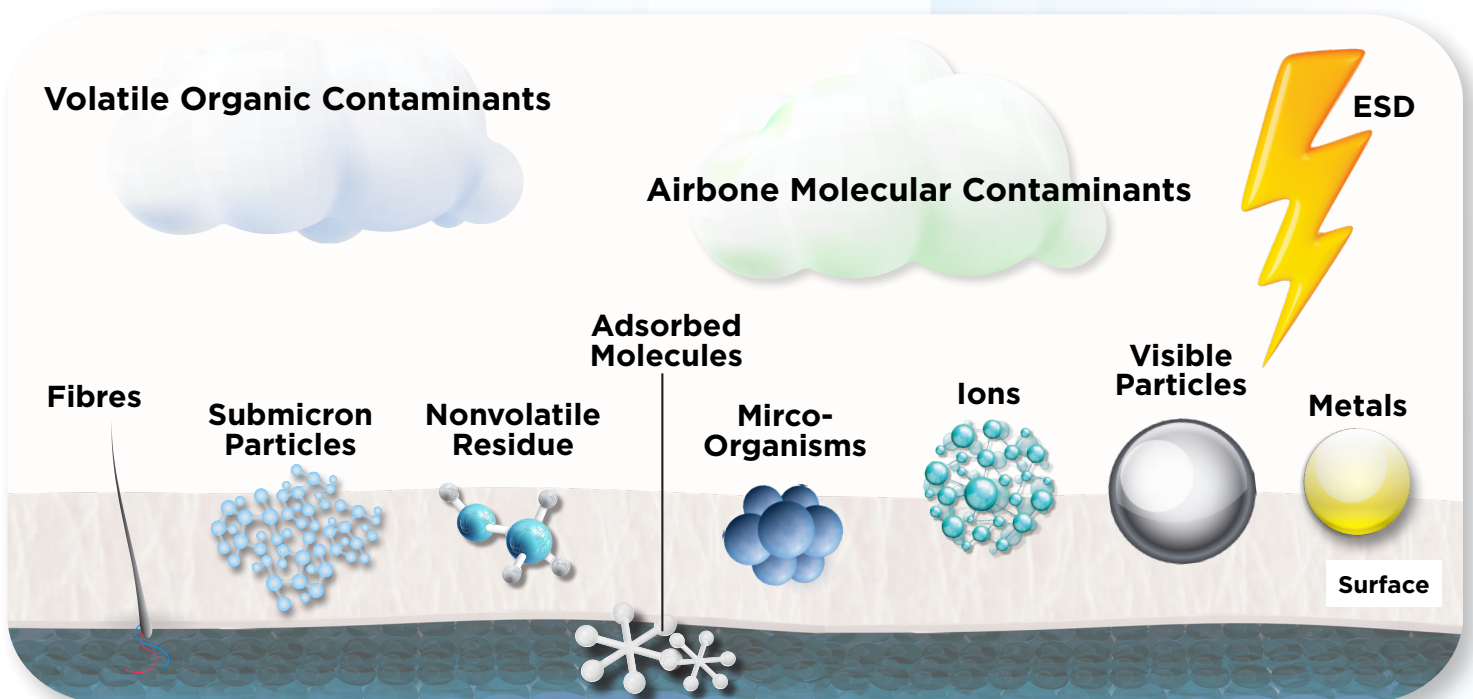 Volatile Organic Contaminants
ESD
Airbone Molecular Contaminants
Adsorbed
Molecules
Visible
Particles
Fibres
Submicron
Particles
Nonvolatile
Residue
Mirco-
Organisms
Ions
Metals
Surface